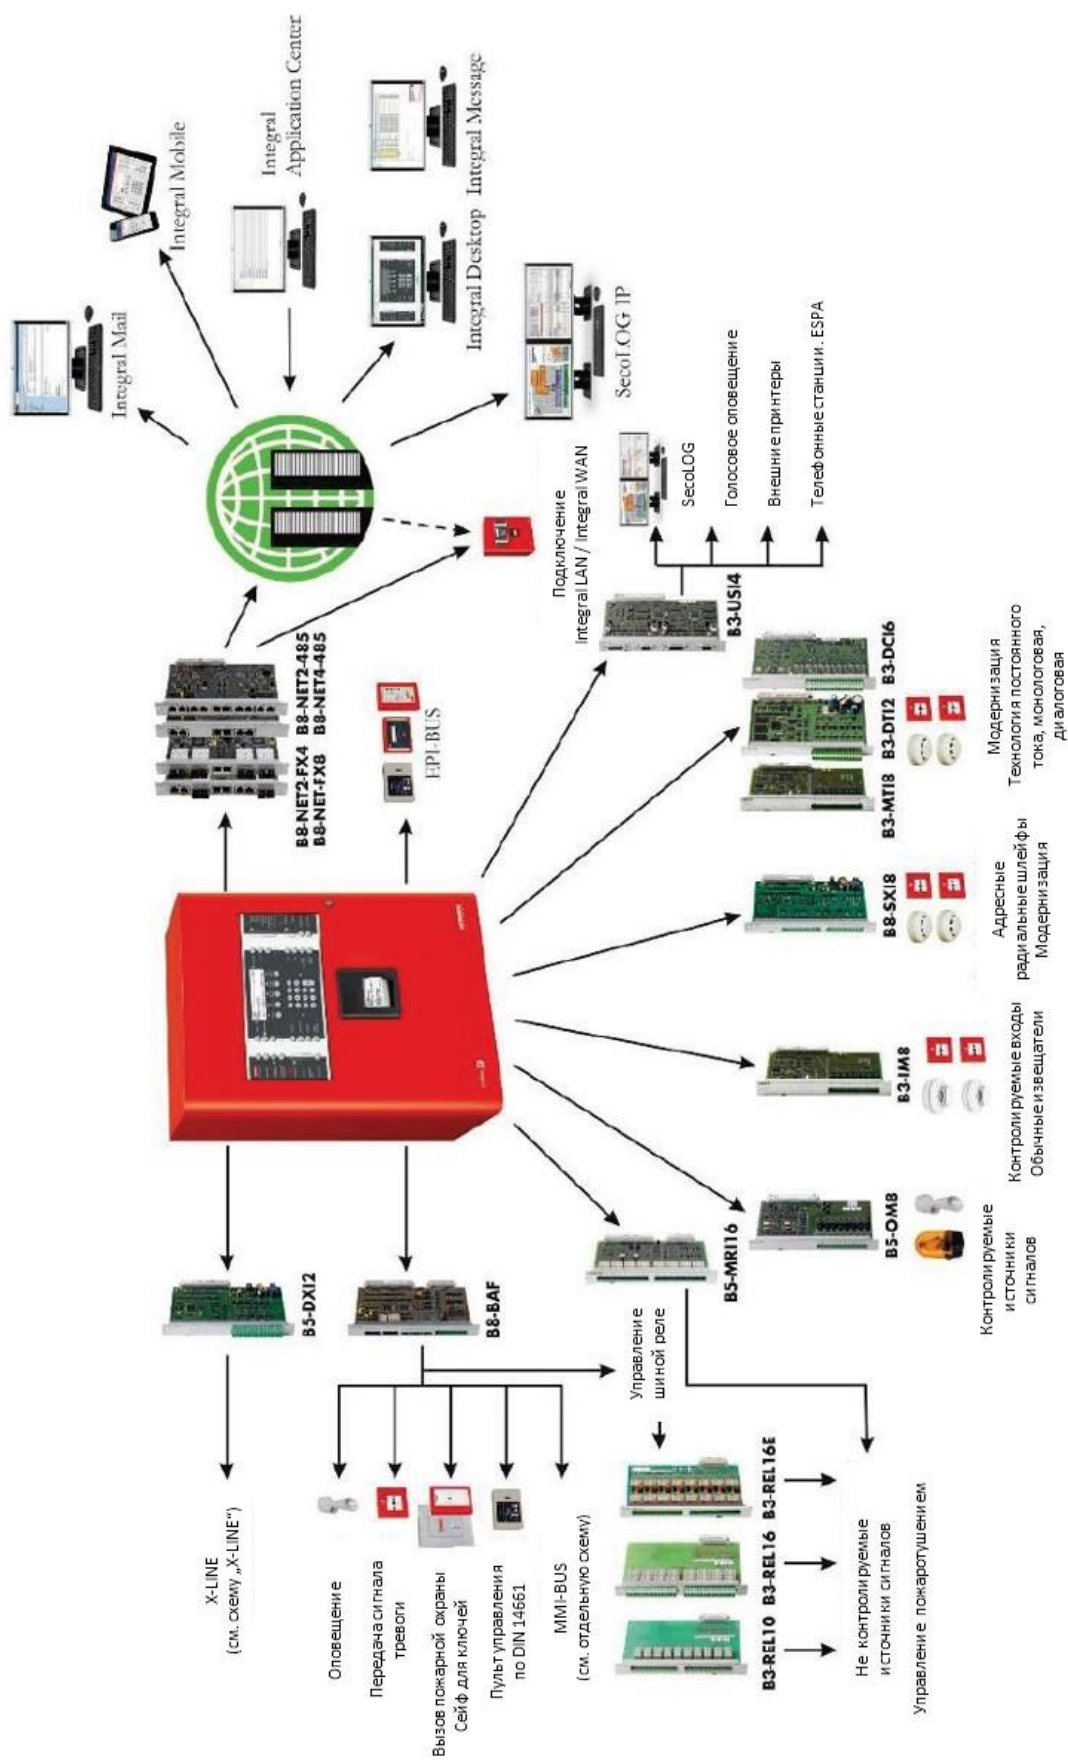 X-LINE
(см. схему „X-LINE“)
Оповещение
Передача сигнала
тревоги
Вызов пожарной охраны
Сейф для ключей
Пульт управления
по DIN 14661
MMI-BUS
(см. отдельную схему)
B5-DXI2
B8-BAF
Управление
шиной реле
B3-REL10
B3-REL16
B3-REL16E
Не контролируемые
источники сигналов
Управление пожаротушением
B5-MRI16
B5-OM8
Контролируемые
источники
сигналов
B3-IM8
Контролируемые входы
Обычные извещатели
B8-SXI8
Адресные
радиальные шлейфы
Модернизация
B3-MTI8
B3-DTI2
B3-DCI6
Модернизация
Технология постоянного
тока, монологовая,
диалоговая
B3-USI4
SecoLOG
Голосовое оповещение
Внешние принтеры
Телефонные станции. ESPA
EPI-BUS
B8-NET2-FX4
B8-NET2-485
B8-NET-FX8
B8-NET4-485
Подключение
Integral LAN / Integral WAN
Integral Mail
Integral Mobile
Integral
Application Center
Integral Desktop
Integral Message
SecoLOG IP